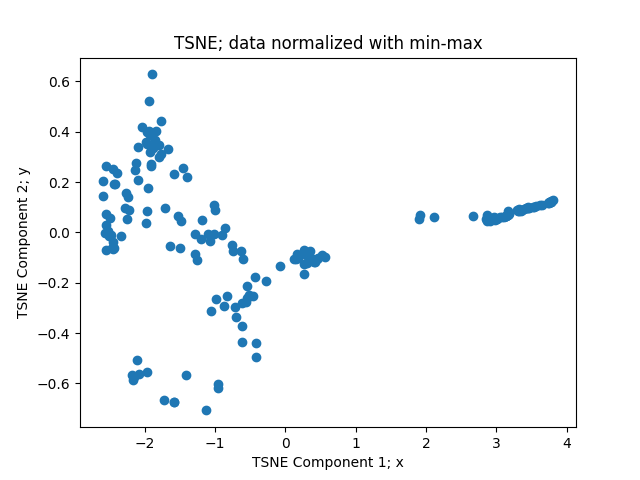 TSNE; data normalized with min-max
0.6
0.4
0.2
0.0
−0.2
−0.4
−0.6
TSNE Component 2; y
−2 −1 0 1 2 3 4
TSNE Component 1; x